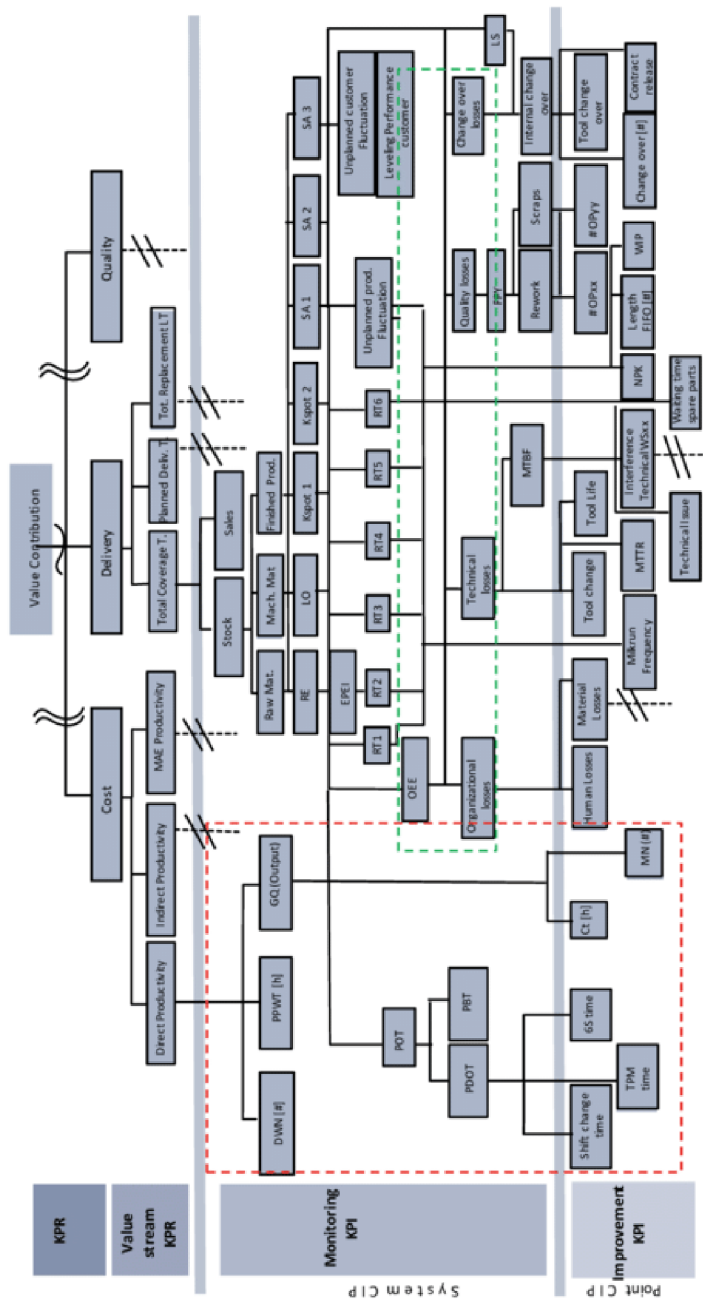 Value Contribution
KPR
Cost
Delivery
Quality
Value
stream
KPR
Direct Productivity
Indirect Productivity
MAE Productivity
Total Coverage T.
Planned Deliv. T.
Tot. Replacement LT
Stock
Sales
Monitoring
KPI
System CIP
DWN [#]
PPWT [h]
GQ (Output)
Raw Mat.
Mach. Mat
Finished Prod.
RE
LO
Kspot 1
Kspot 2
SA 1
SA 2
SA 3
EPEI
Unplanned prod.
Fluctuation
Unplanned customer
Fluctuation
Leveling Performance
customer
RT1
RT2
RT3
RT4
RT5
RT6
POT
OEE
PDOT
PBT
Organizational
losses
Technical
losses
Quality losses
Change over
losses
LS
FPY
MTBF
Rework
Scraps
Internal change
over
Improvement
KPI
Point CIP
Shift change
time
6S time
Ct [h]
Human Losses
Material
Losses
Tool change
Tool Life
#OPxx
#OPyy
Tool change
over
TPM
time
MN (#)
Milkrun
Frequency
MTTR
Interference
Technical WSxx
NPK
Length
FIFO [#]
WIP
Change over [#]
Contract
release
Technical Issue
Waiting time
spare parts